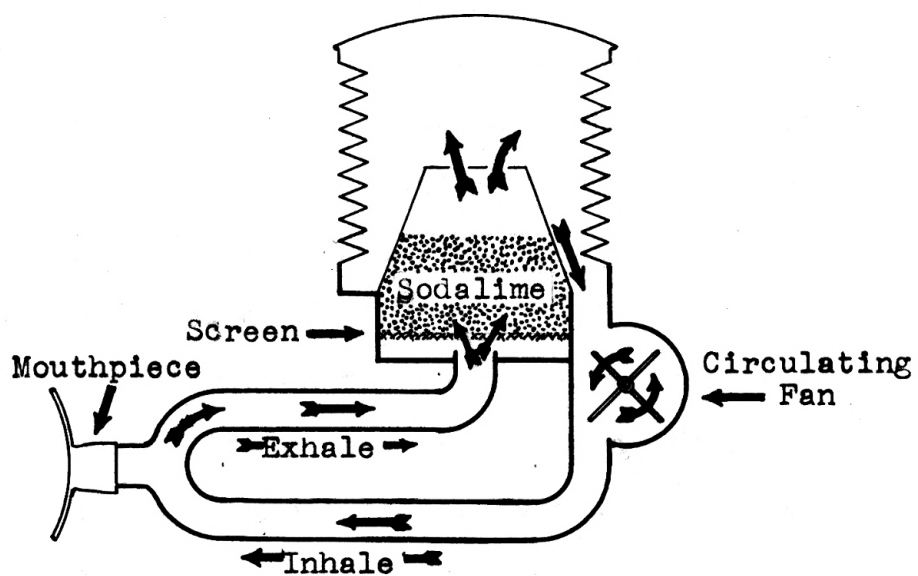 Sodalime
Screen
Mouthpiece
Circulating
Fan
Exhale
Inhale